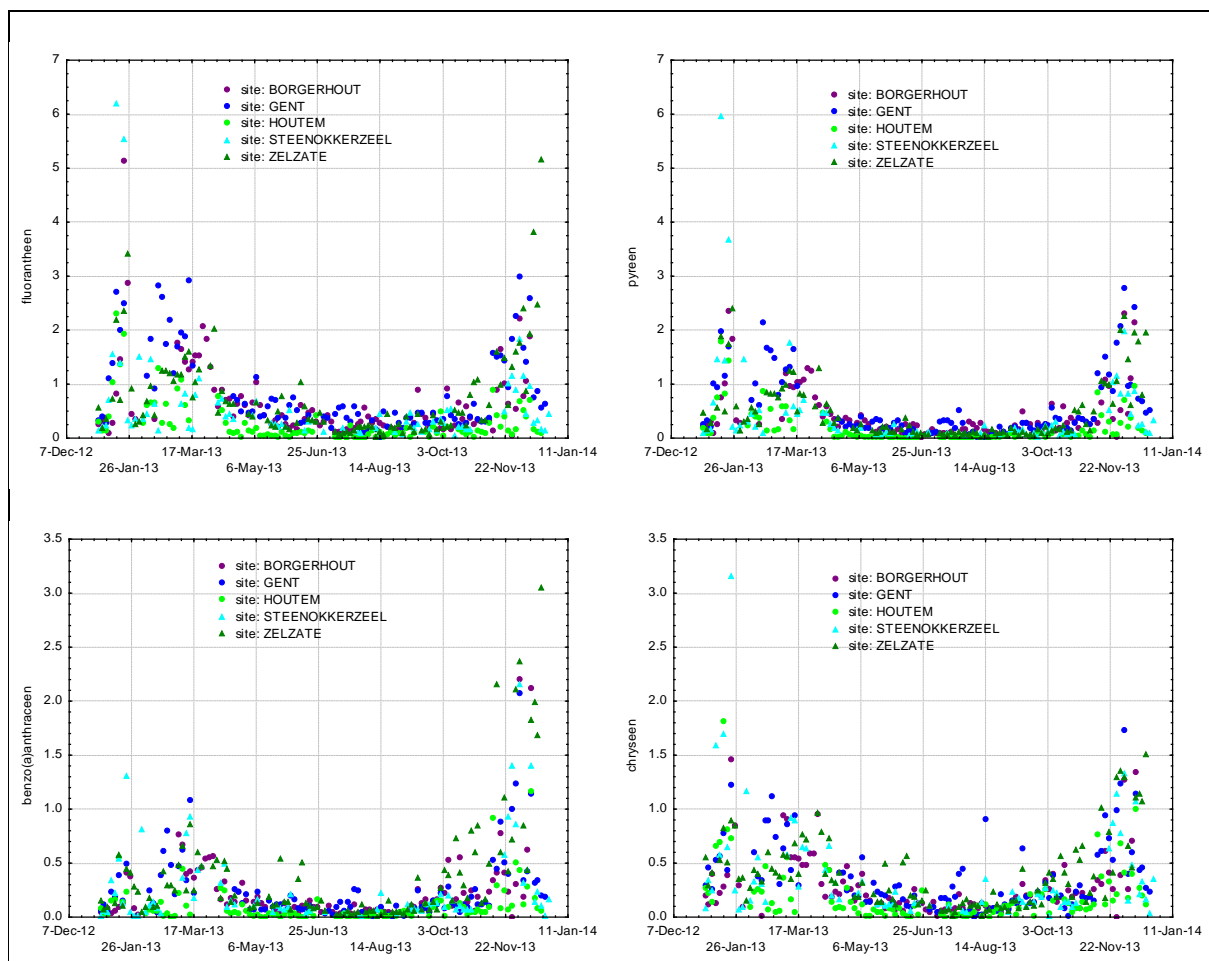 7
6
5
4
3
2
1
0
fluorantheen
site: BORGERHOUT
site: GENT
site: HOUTEM
site: STEENOKKERZEEL
site: ZELZATE
7-Dec-12 17-Mar-13 25-Jun-13 3-Oct-13 11-Jan-14
26-Jan-13 6-May-13 14-Aug-13 22-Nov-13
7
6
5
4
3
2
1
0
pyreen
site: BORGERHOUT
site: GENT
site: HOUTEM
site: STEENOKKERZEEL
site: ZELZATE
7-Dec-12 17-Mar-13 25-Jun-13 3-Oct-13 11-Jan-14
26-Jan-13 6-May-13 14-Aug-13 22-Nov-13
3.5
3.0
2.5
2.0
1.5
1.0
0.5
0.0
benzo(a)anthraceen
site: BORGERHOUT
site: GENT
site: HOUTEM
site: STEENOKKERZEEL
site: ZELZATE
7-Dec-12 17-Mar-13 25-Jun-13 3-Oct-13 11-Jan-14
26-Jan-13 6-May-13 14-Aug-13 22-Nov-13
3.5
3.0
2.5
2.0
1.5
1.0
0.5
0.0
chryseen
site: BORGERHOUT
site: GENT
site: HOUTEM
site: STEENOKKERZEEL
site: ZELZATE
7-Dec-12 17-Mar-13 25-Jun-13 3-Oct-13 11-Jan-14
26-Jan-13 6-May-13 14-Aug-13 22-Nov-13